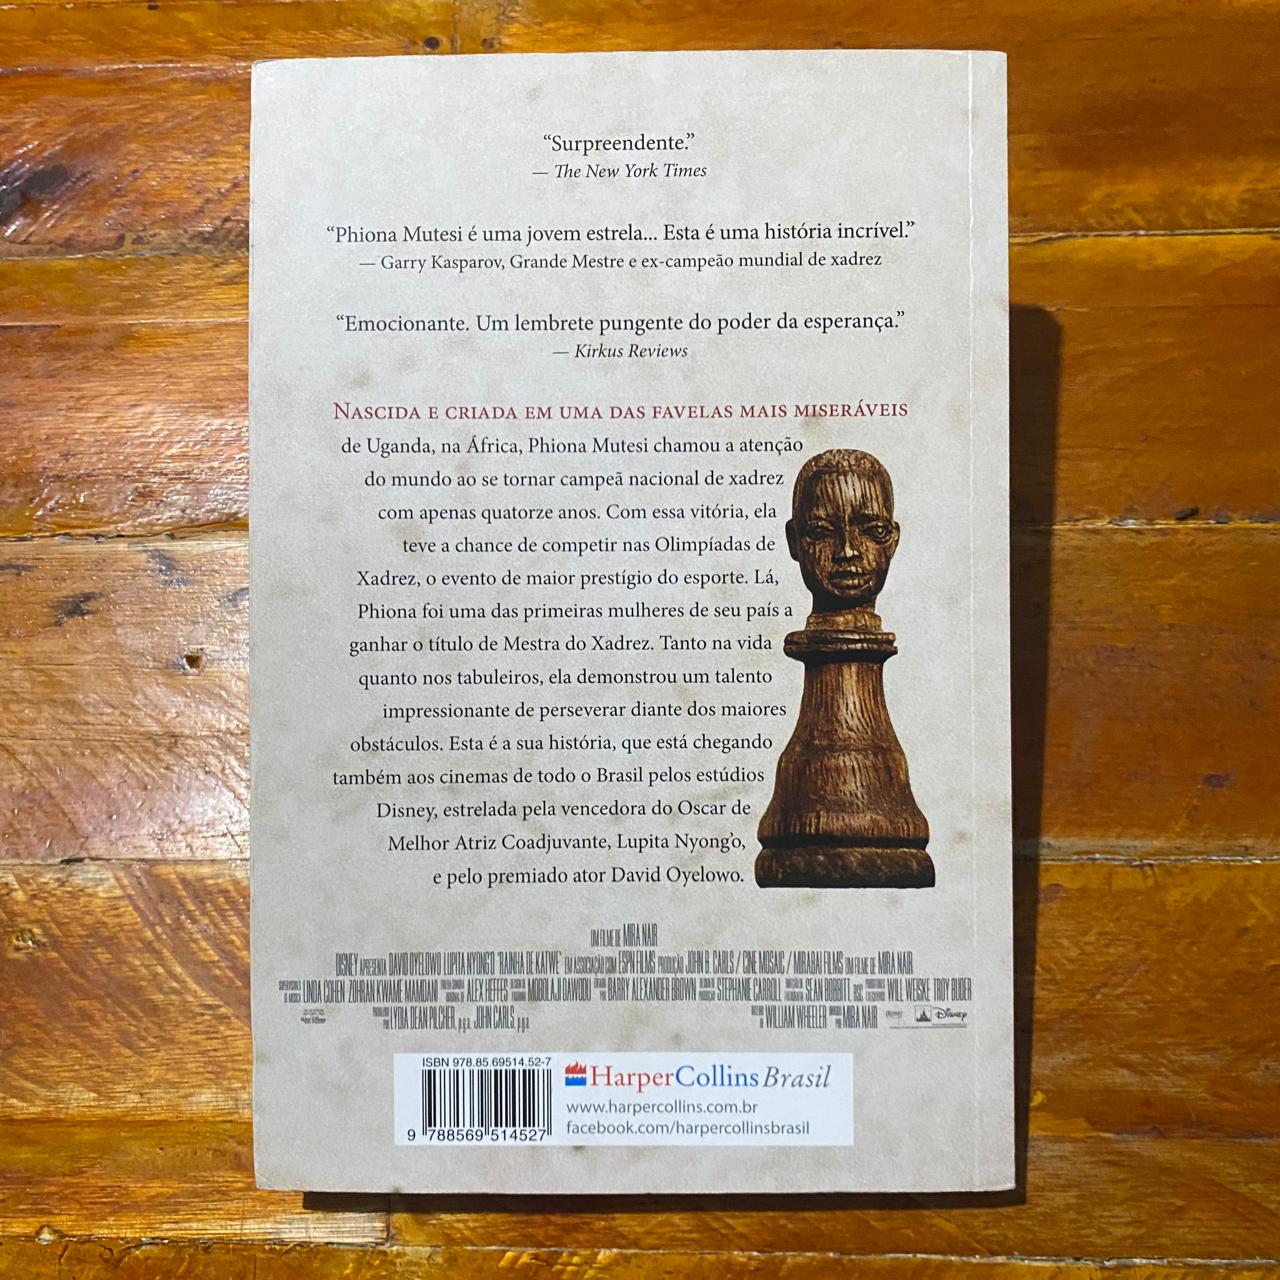 “Surpreendente.”
— The New York Times
“Phiona Mutesi é uma jovem estrela... Esta é uma história incrível.”
— Garry Kasparov, Grande Mestre e ex-campeão mundial de xadrez
“Emocionante. Um lembrete pungente do poder da esperança.”
— Kirkus Reviews
NASCIDA E CRIADA EM UMA DAS FAVELAS MAIS MISERÁVEIS
de Uganda, na África, Phiona Mutesi chamou a atenção
do mundo ao se tornar campeã nacional de xadrez
com apenas quatorze anos. Com essa vitória, ela
teve a chance de competir nas Olimpíadas de
Xadrez, o evento de maior prestígio do esporte. Lá,
Phiona foi uma das primeiras mulheres de seu país a
ganhar o título de Mestra do Xadrez. Tanto na vida
quanto nos tabuleiros, ela demonstrou um talento
impressionante de perseverar diante dos maiores
obstáculos. Esta é a sua história, que está chegando
também aos cinemas de todo o Brasil pelos estúdios
Disney, estrelada pela vencedora do Oscar de
Melhor Atriz Coadjuvante, Lupita Nyong’o,
e pelo premiado ator David Oyelowo.
UM FILME DE MIRA NAIR
DISNEY APRESENTA DAVID OYELOWO LUPITA NYONG'O "RAINHA DE KATWE" EM ASSOCIAÇÃO COM ESPN FILMS PRODUÇÃO JOHN B. CARLS / CINE MOSAIC / MIRABAI FILMS UM FILME DE MIRA NAIR
LINDA COHEN ZOHRAN KWAME MAMDANI ALEX HEFFES MOBOLAJI DAWODU BARRY ALEXANDER BROWN STEPHANIE CARROLL SEAN BOBBITT, BSC WILL WEISKE TROY BUDER
LYDIA DEAN PILCHER, p.g.a. JOHN CARLS, p.g.a. WILLIAM WHEELER MIRA NAIR Disney
ISBN 978.85.69514.52-7
9 788569 514527
HarperCollins Brasil
www.harpercollins.com.br
facebook.com/harpercollinsbrasil